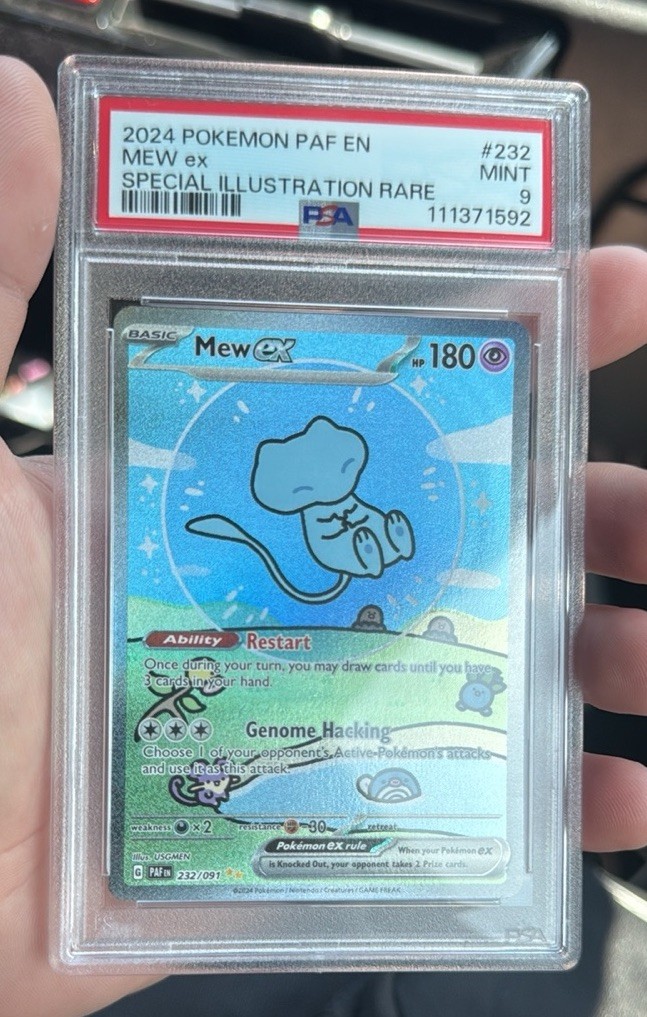 2024 POKEMON PAF EN #232
MEW ex MINT
SPECIAL ILLUSTRATION RARE 9
PSA 111371592
BASIC Mew ex HP 180
Ability Restart
Once during your turn, you may draw cards until you have
3 cards in your hand.
Genome Hacking
Choose 1 of your opponent's Active Pokémon's attacks
and use it as this attack.
weakness ×2 resistance -30 retreat
Pokémon ex rule When your Pokémon ex
is Knocked Out, your opponent takes 2 Prize cards.
Illus. USGMEN
G PAF EN 232/091
©2024 Pokémon / Nintendo / Creatures / GAME FREAK
PSA